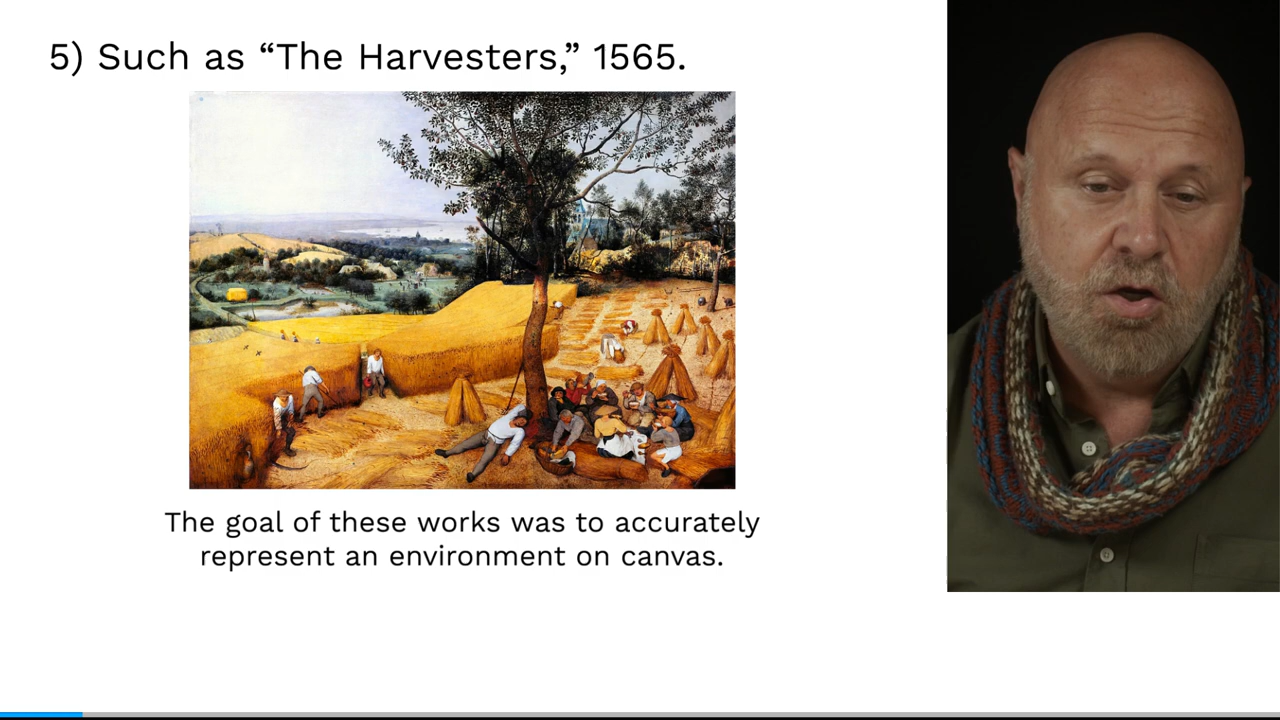 5) Such as “The Harvesters,” 1565.
The goal of these works was to accurately
represent an environment on canvas.